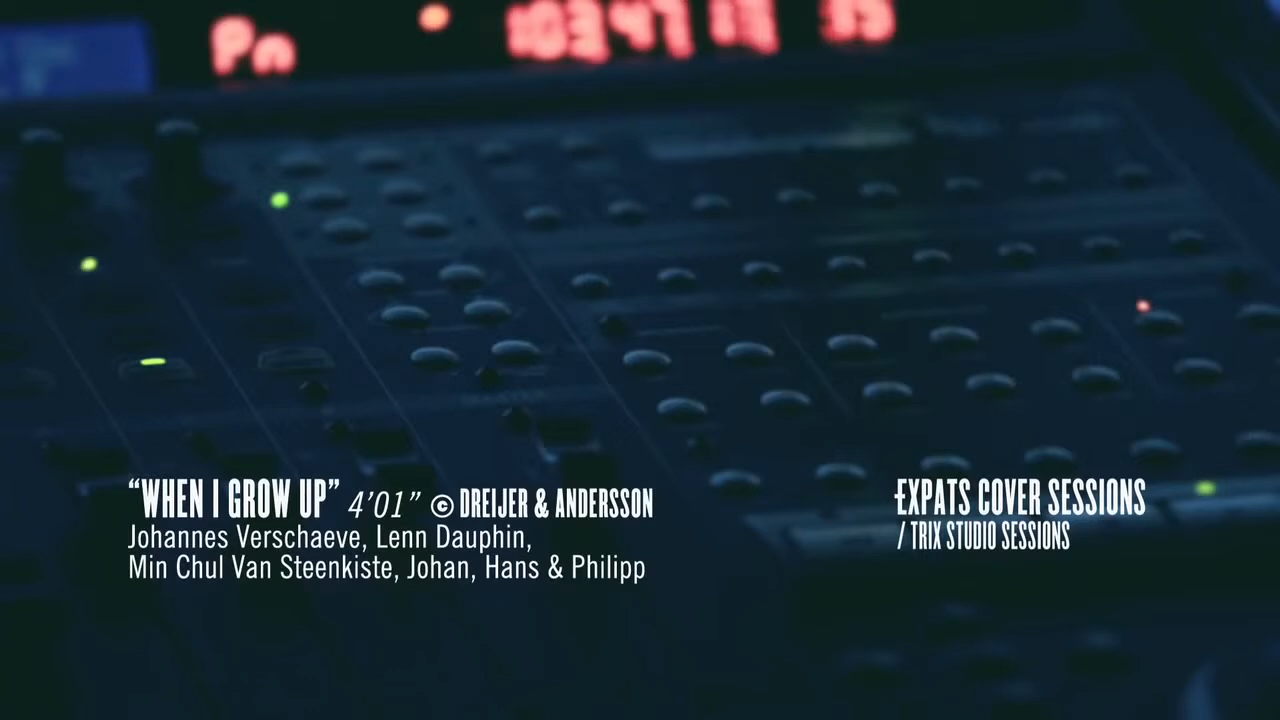 Pn
"WHEN I GROW UP" 4'01" © DREIJER & ANDERSSON
Johannes Verschaeve, Lenn Dauphin,
Min Chul Van Steenkiste, Johan, Hans & Philipp
EXPATS COVER SESSIONS
/ TRIX STUDIO SESSIONS